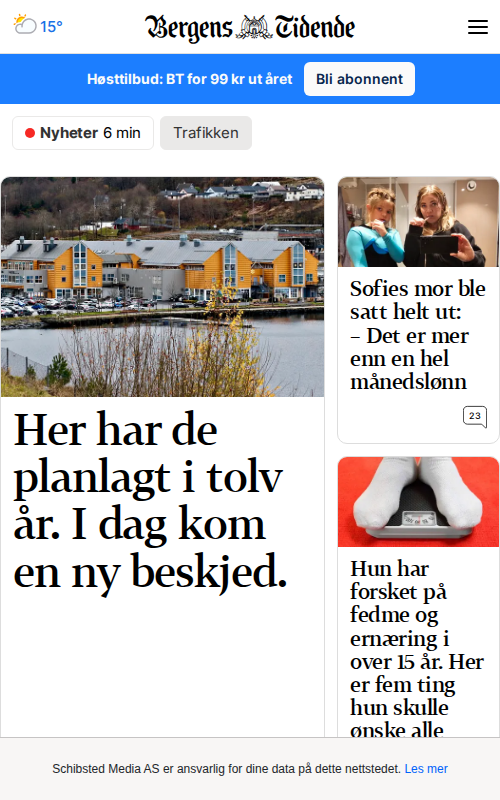 15°
Bergens Tidende
Høsttilbud: BT for 99 kr ut året
Bli abonnent
Nyheter 6 min
Trafikken
Her har de
planlagt i tolv
år. I dag kom
en ny beskjed.
Sofies mor ble
satt helt ut:
– Det er mer
enn en hel
månedslønn
23
Hun har
forsket på
fedme og
ernæring i
over 15 år. Her
er fem ting
hun skulle
ønske alle
Schibsted Media AS er ansvarlig for dine data på dette nettstedet. Les mer